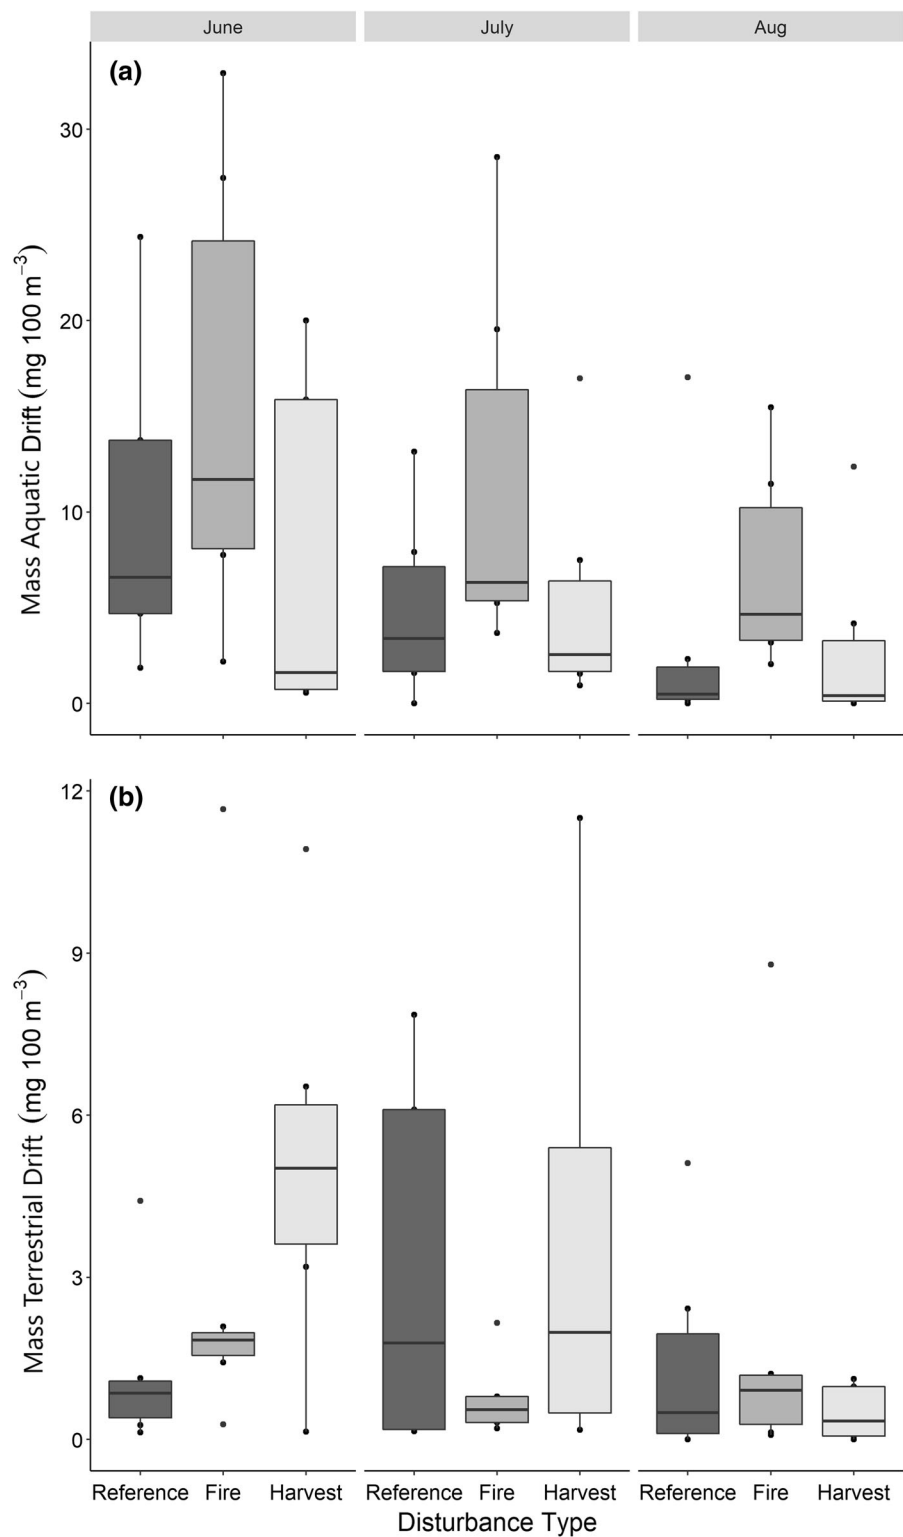 June July Aug
(a)
30
20
10
0
Mass Aquatic Drift (mg 100 m⁻³)
(b)
12
9
6
3
0
Mass Terrestrial Drift (mg 100 m⁻³)
Reference Fire Harvest Reference Fire Harvest Reference Fire Harvest
Disturbance Type